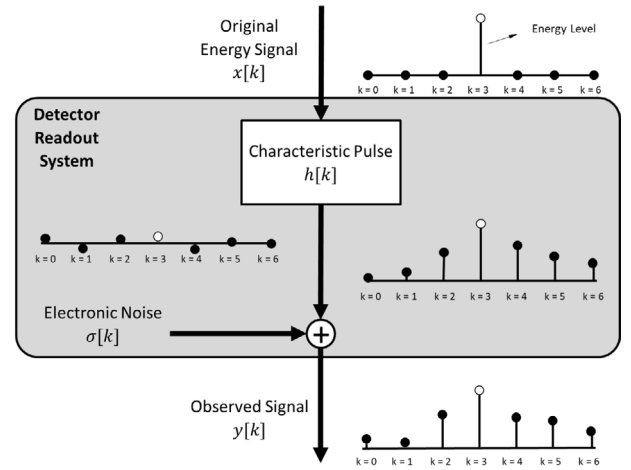 Original
Energy Signal
x[k]
Energy Level
k = 0 k = 1 k = 2 k = 3 k = 4 k = 5 k = 6
Detector
Readout
System
Characteristic Pulse
h[k]
k = 0 k = 1 k = 2 k = 3 k = 4 k = 5 k = 6
k = 0 k = 1 k = 2 k = 3 k = 4 k = 5 k = 6
Electronic Noise
σ[k]
+
Observed Signal
y[k]
k = 0 k = 1 k = 2 k = 3 k = 4 k = 5 k = 6